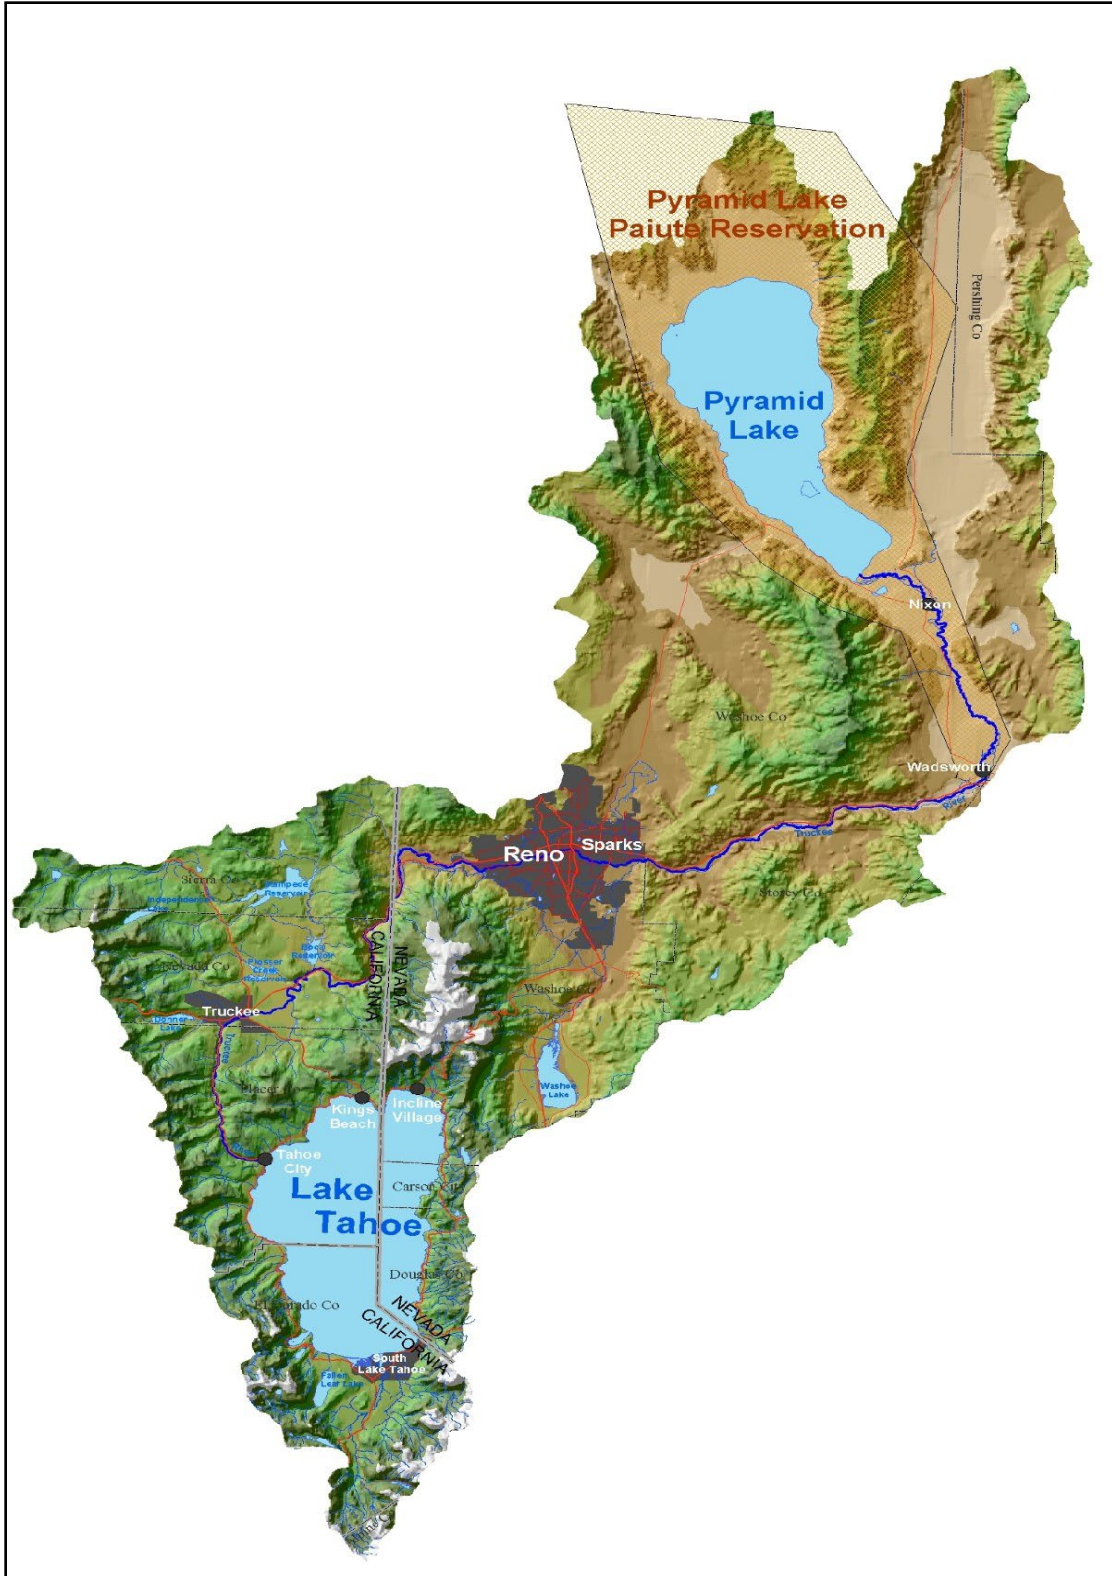 Pyramid Lake
Paiute Reservation
Pershing Co
Pyramid
Lake
Nixon
Washoe Co
Wadsworth
River
Truckee
Sparks
Reno
Storey Co
Sierra Co
Stampede
Reservoir
Independence
Lake
Boca
Reservoir
Nevada Co
Prosser
Creek
Reservoir
CALIFORNIA
NEVADA
Washoe Co
Truckee
Donner
Lake
Truckee
Placer Co
Washoe
Lake
Kings
Beach
Incline
Village
Tahoe
City
Lake
Tahoe
Carson Cit
Douglas Co
El Dorado Co
NEVADA
CALIFORNIA
South
Lake Tahoe
Fallen
Leaf Lake